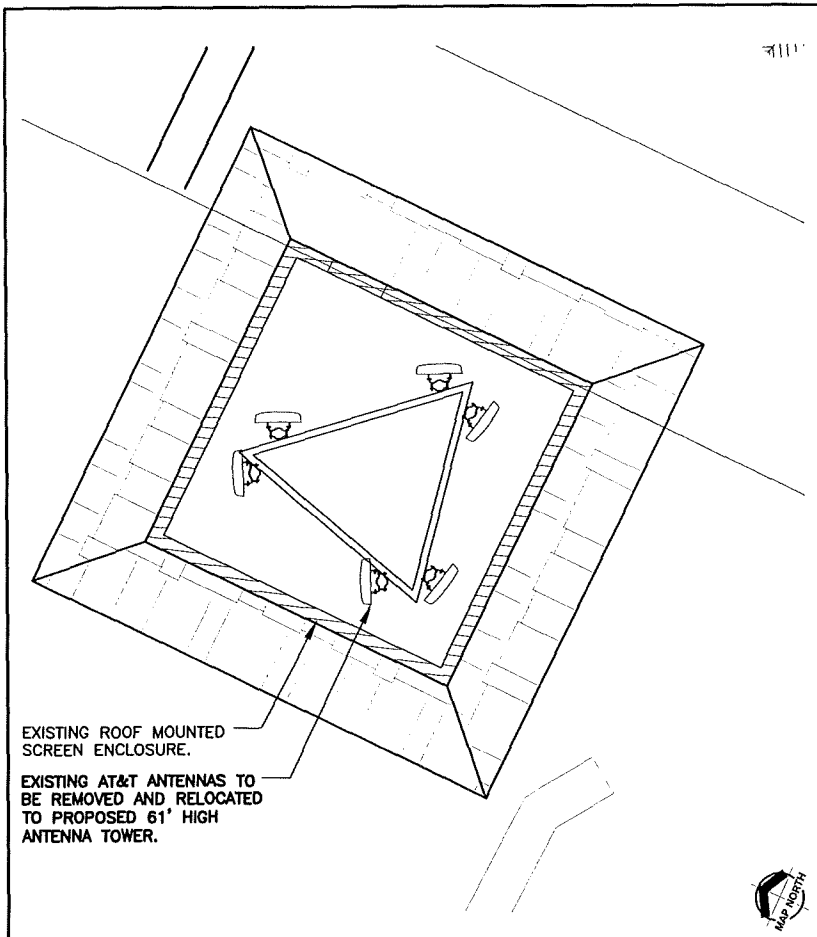 EXISTING ROOF MOUNTED
SCREEN ENCLOSURE.
EXISTING AT&T ANTENNAS TO
BE REMOVED AND RELOCATED
TO PROPOSED 61' HIGH
ANTENNA TOWER.
MAP NORTH